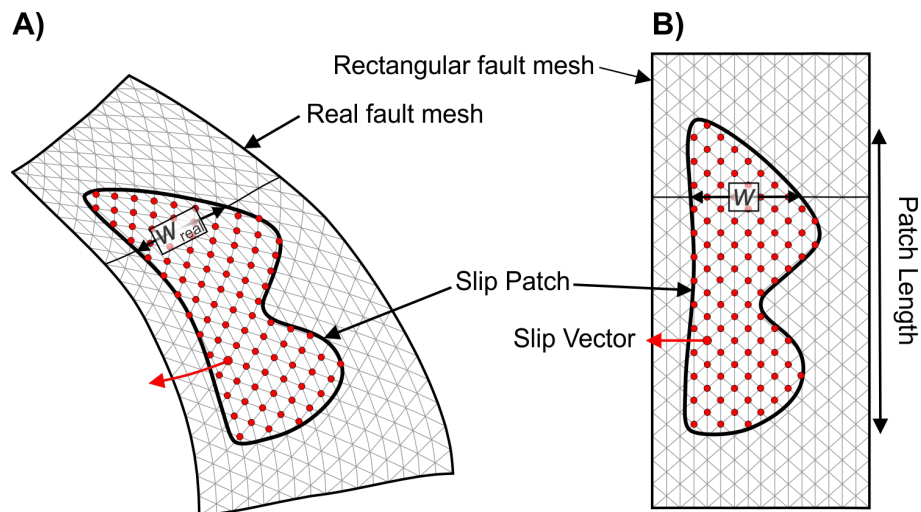 A)
B)
Rectangular fault mesh
Real fault mesh
W real
W
Slip Patch
Slip Vector
Patch Length